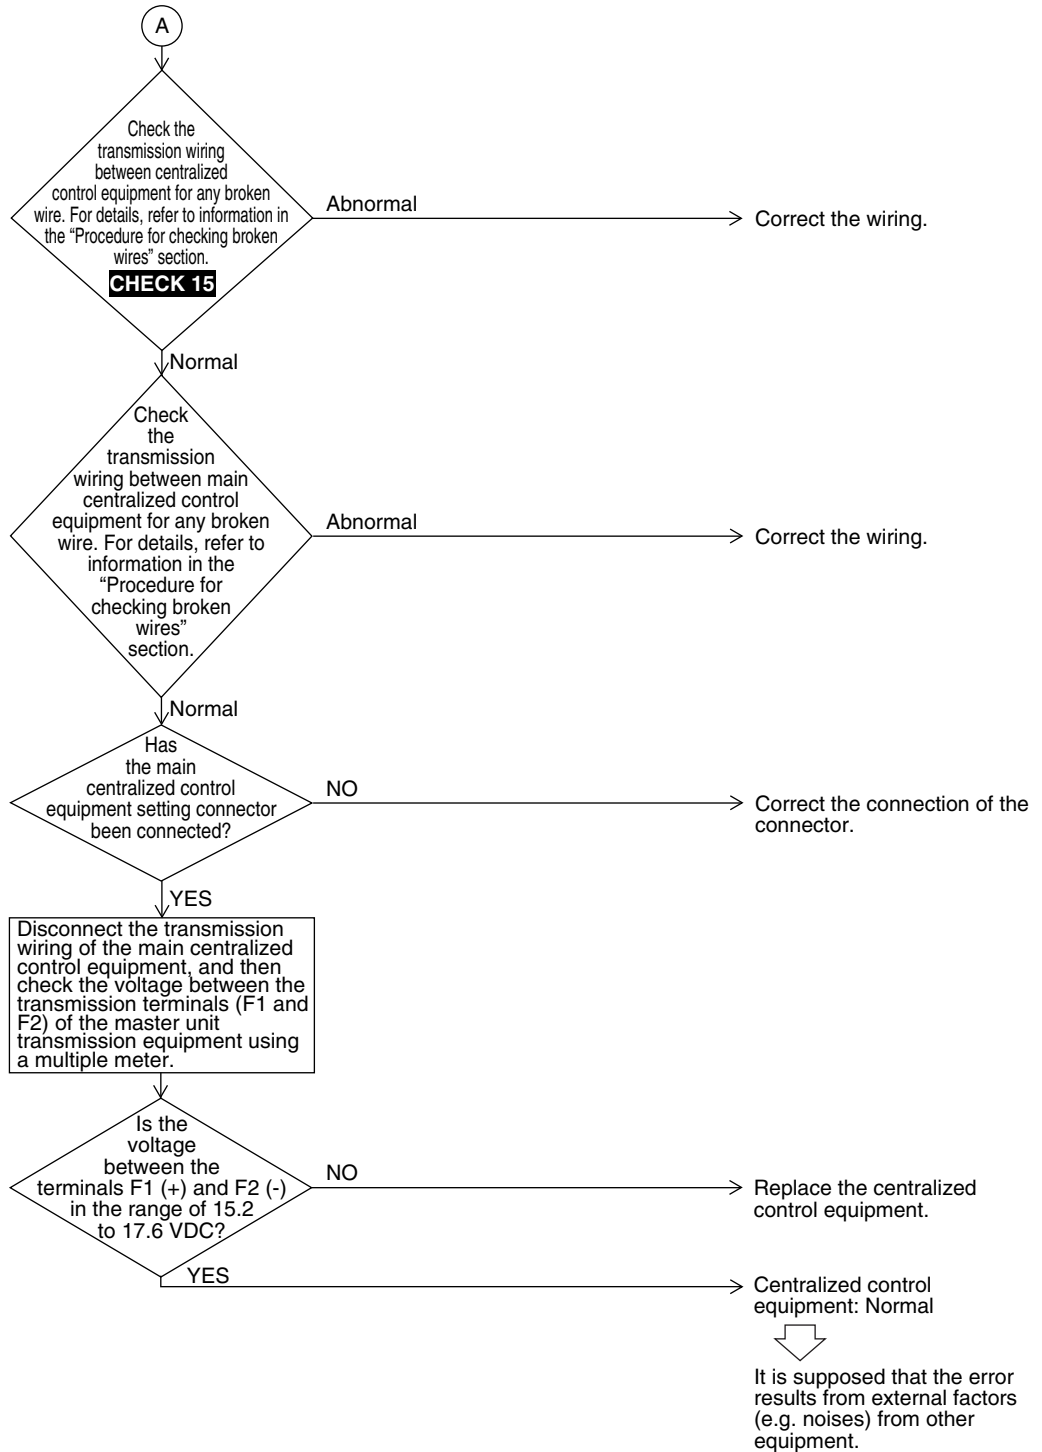 A
Check the
transmission wiring
between centralized
control equipment for any broken
wire. For details, refer to information in
the “Procedure for checking broken
wires” section.
CHECK 15
Abnormal
Correct the wiring.
Normal
Check
the
transmission
wiring between main
centralized control
equipment for any broken
wire. For details, refer to
information in the
“Procedure for
checking broken
wires”
section.
Abnormal
Correct the wiring.
Normal
Has
the main
centralized control
equipment setting connector
been connected?
NO
Correct the connection of the
connector.
YES
Disconnect the transmission
wiring of the main centralized
control equipment, and then
check the voltage between the
transmission terminals (F1 and
F2) of the master unit
transmission equipment using
a multiple meter.
Is the
voltage
between the
terminals F1 (+) and F2 (-)
in the range of 15.2
to 17.6 VDC?
NO
Replace the centralized
control equipment.
YES
Centralized control
equipment: Normal
It is supposed that the error
results from external factors
(e.g. noises) from other
equipment.